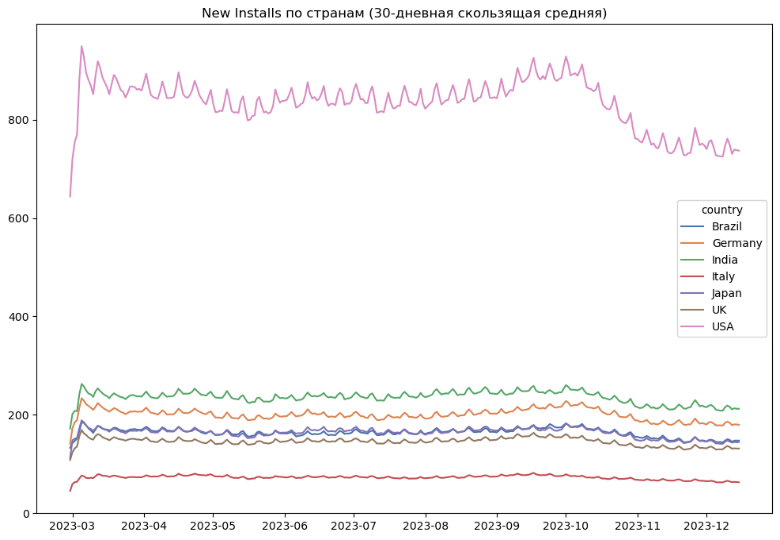 New Installs по странам (30-дневная скользящая средняя)
800
600
400
200
0
country
Brazil
Germany
India
Italy
Japan
UK
USA
2023-03 2023-04 2023-05 2023-06 2023-07 2023-08 2023-09 2023-10 2023-11 2023-12